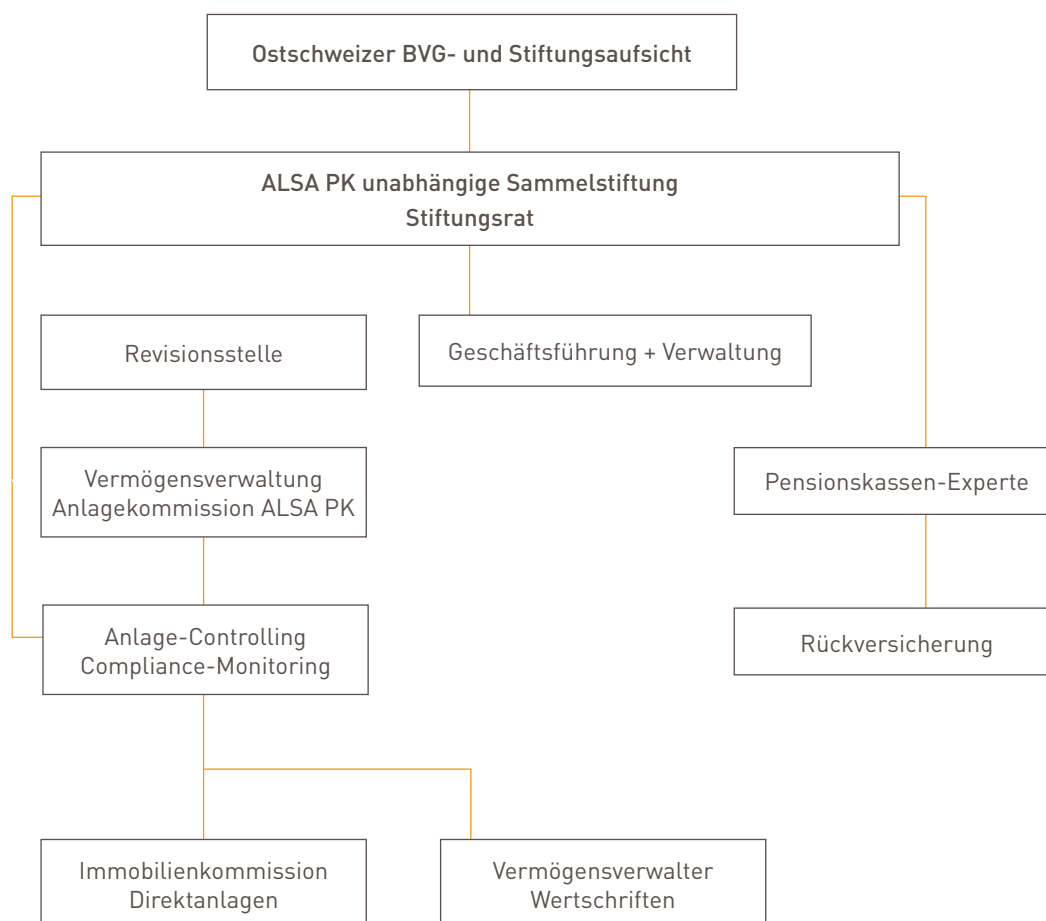 Ostschweizer BVG- und Stiftungsaufsicht
ALSA PK unabhängige Sammelstiftung
Stiftungsrat
Revisionsstelle
Geschäftsführung + Verwaltung
Vermögensverwaltung
Anlagekommission ALSA PK
Pensionskassen-Experte
Anlage-Controlling
Compliance-Monitoring
Rückversicherung
Immobilienkommission
Direktanlagen
Vermögensverwalter
Wertschriften